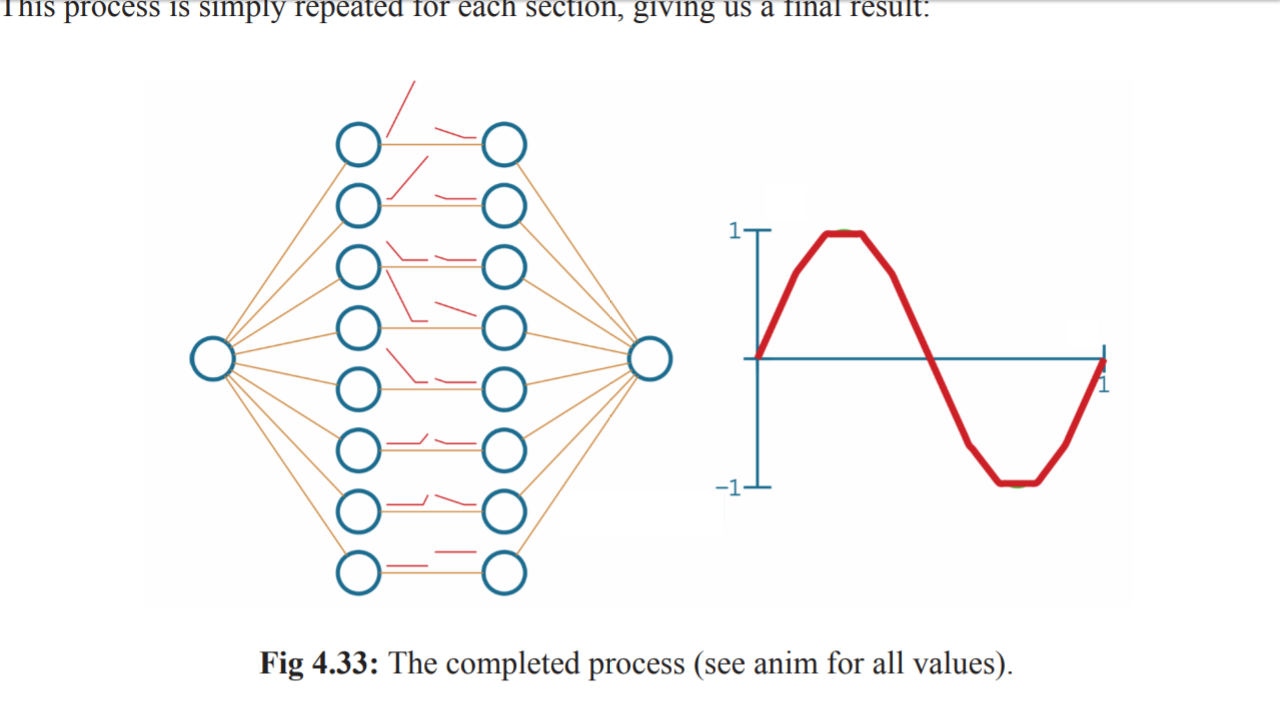 This process is simply repeated for each section, giving us a final result:
1
1
−1
Fig 4.33: The completed process (see anim for all values).